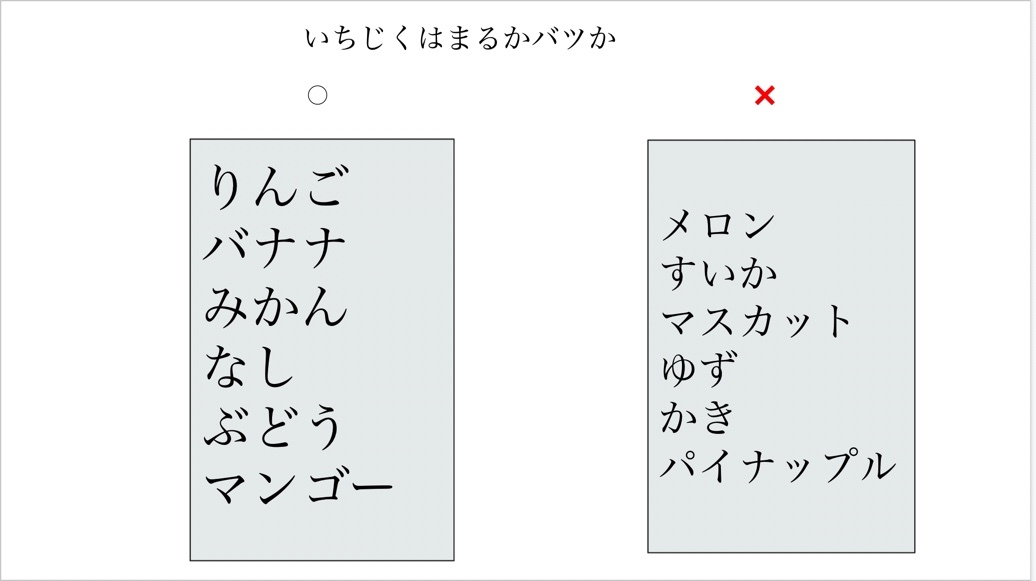 いちじくはまるかバツか
○
×
りんご
バナナ
みかん
なし
ぶどう
マンゴー
メロン
すいか
マスカット
ゆず
かき
パイナップル